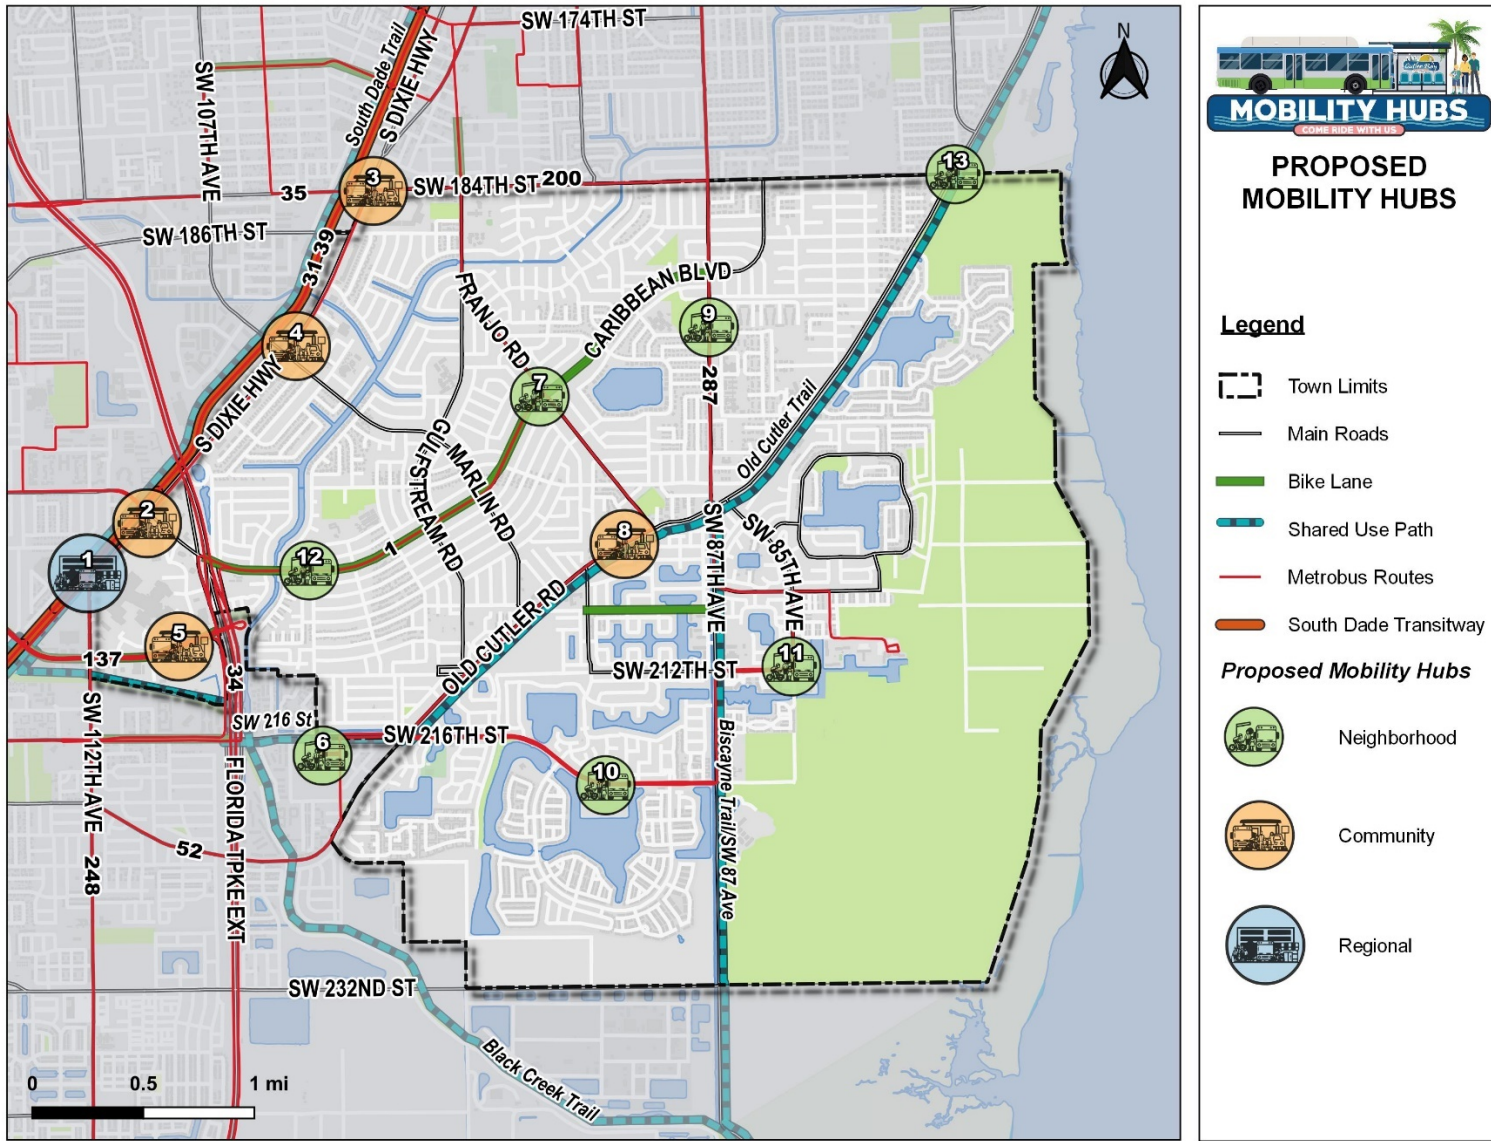 SW 174TH ST
N
South Dade Trail
S DIXIE HWY
SW 107TH AVE
13
3
35
SW 184TH ST
200
SW 186TH ST
31 39
FRANJO RD
CARIBBEAN BLVD
9
4
287
S DIXIE HWY
7
Old Cutler Trail
GULFSTREAM RD
MARLIN RD
2
1
12
1
8
SW 87TH AVE
SW 85TH AVE
OLD CUTLER RD
5
137
34
SW 212TH ST
11
SW 112TH AVE
SW 216 St
6
SW 216TH ST
10
Biscayne Trail/SW 87 Ave
FLORIDA TPKE EXT
52
248
SW 232ND ST
Black Creek Trail
0 0.5 1 mi
Cutler Bay
MOBILITY HUBS
COME RIDE WITH US
PROPOSED
MOBILITY HUBS
Legend
Town Limits
Main Roads
Bike Lane
Shared Use Path
Metrobus Routes
South Dade Transitway
Proposed Mobility Hubs
Neighborhood
Community
Regional